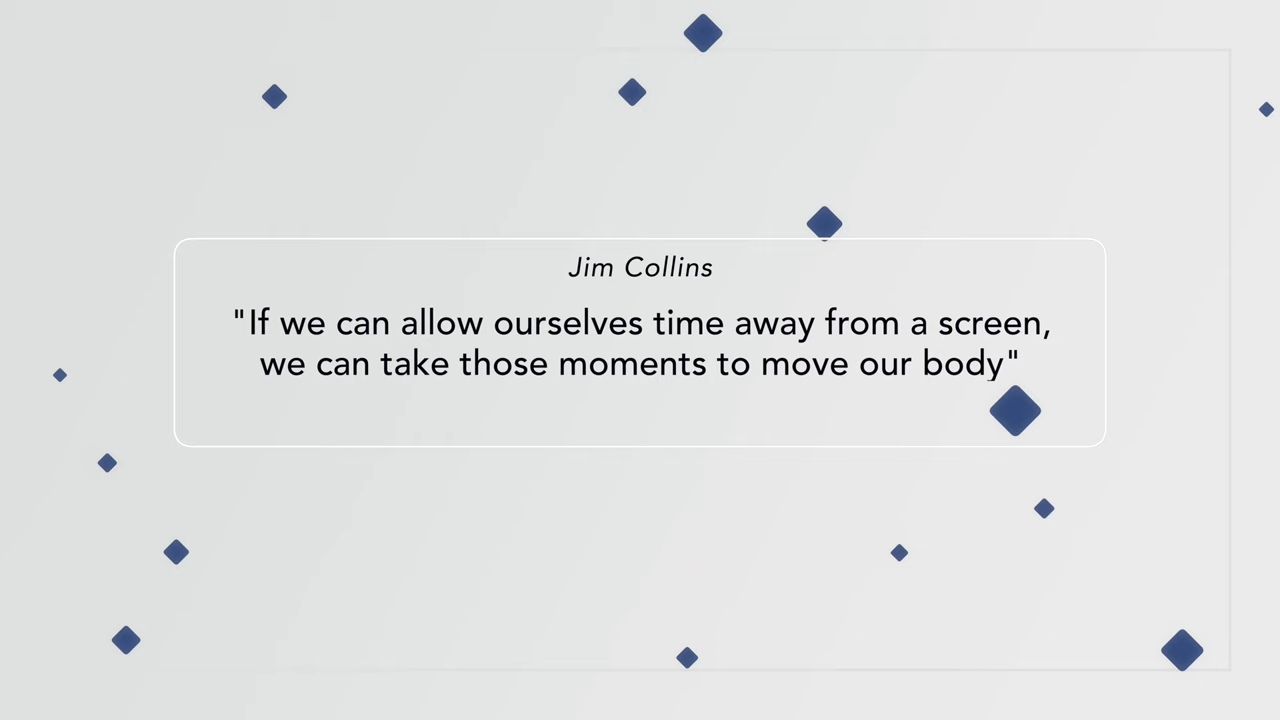 Jim Collins
"If we can allow ourselves time away from a screen,
we can take those moments to move our body"